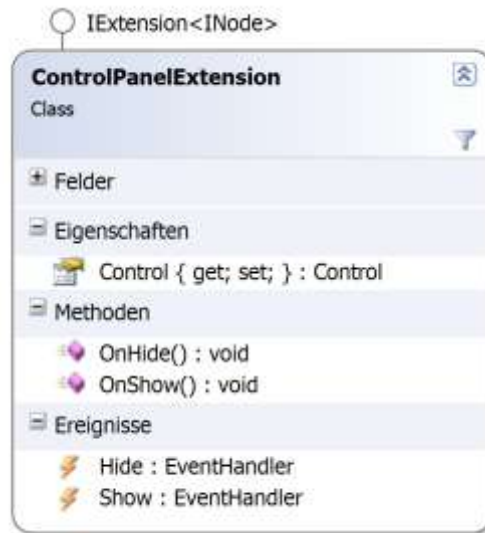 IExtension<INode>
ControlPanelExtension
Class
Felder
Eigenschaften
Control { get; set; } : Control
Methoden
OnHide() : void
OnShow() : void
Ereignisse
Hide : EventHandler
Show : EventHandler